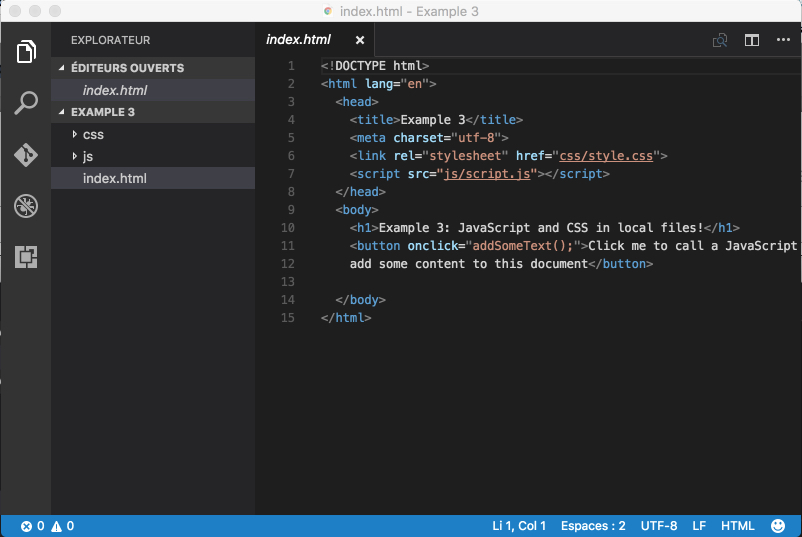 index.html - Example 3
EXPLORATEUR
ÉDITEURS OUVERTS
index.html
EXAMPLE 3
css
js
index.html
index.html
1 <!DOCTYPE html>
2 <html lang="en">
3 <head>
4 <title>Example 3</title>
5 <meta charset="utf-8">
6 <link rel="stylesheet" href="css/style.css">
7 <script src="js/script.js"></script>
8 </head>
9 <body>
10 <h1>Example 3: JavaScript and CSS in local files!</h1>
11 <button onclick="addSomeText();">Click me to call a JavaScript
12 add some content to this document</button>
13
14 </body>
15 </html>
0 0
Li 1, Col 1 Espaces : 2 UTF-8 LF HTML